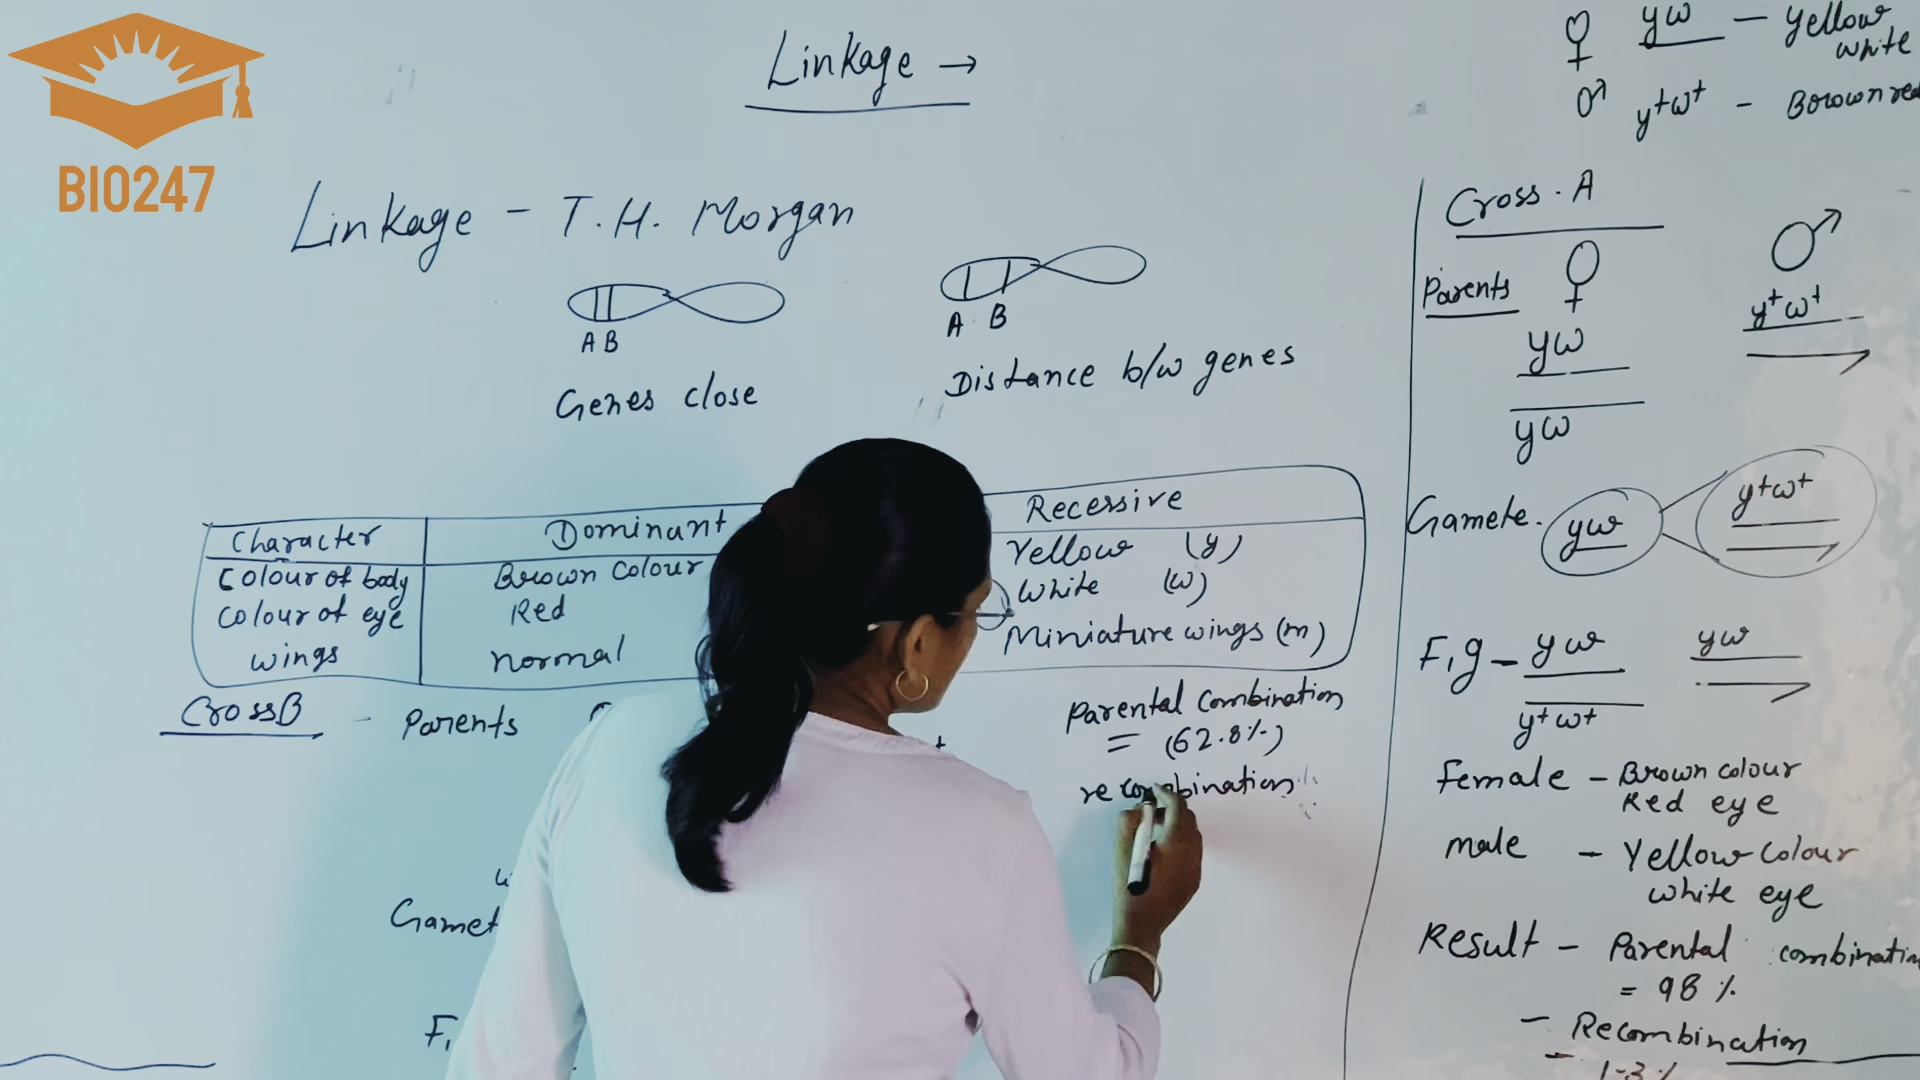 BIO247
Linkage →
Linkage - T.H. Morgan
A B
A B
Genes close
Distance b/w genes
Character Dominant Recessive
Colour of body Brown Colour Yellow (y)
Colour of eye Red White (w)
wings normal Miniature wings (m)
Cross B - Parents
Parental Combination
= (62.8%)
recombination
Gamet
F₁
♀ yw - Yellow
white
♂ y⁺w⁺ - Brown red
Cross. A
Parents ♀ ♂
yw y⁺w⁺
yw
Gamete. yw y⁺w⁺
F₁g - yw yw
y⁺w⁺
Female - Brown colour
Red eye
male - Yellow Colour
white eye
Result - Parental combination
= 98 %
- Recombination
= 1-3%